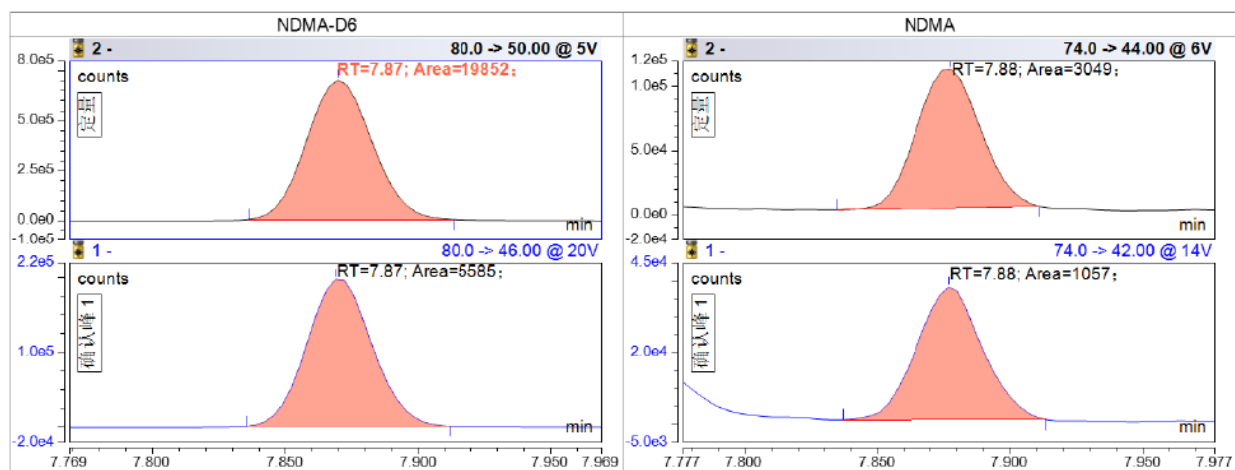 NDMA-D6
2 -
80.0 -> 50.00 @ 5V
8.0e5
counts
RT=7.87; Area=19852;
定量
5.0e5
2.5e5
0.0e0
min
-1.0e5
1 -
80.0 -> 46.00 @ 20V
2.2e5
counts
RT=7.87; Area=5585;
确认峰 1
1.0e5
min
-2.0e4
7.769
7.800
7.850
7.900
7.950
7.969
NDMA
2 -
74.0 -> 44.00 @ 6V
1.2e5
counts
RT=7.88; Area=3049;
1.0e5
定量
5.0e4
0.0e0
min
-2.0e4
1 -
74.0 -> 42.00 @ 14V
4.5e4
counts
RT=7.88; Area=1057;
确认峰 1
2.0e4
min
-5.0e3
7.777
7.800
7.850
7.900
7.950
7.977